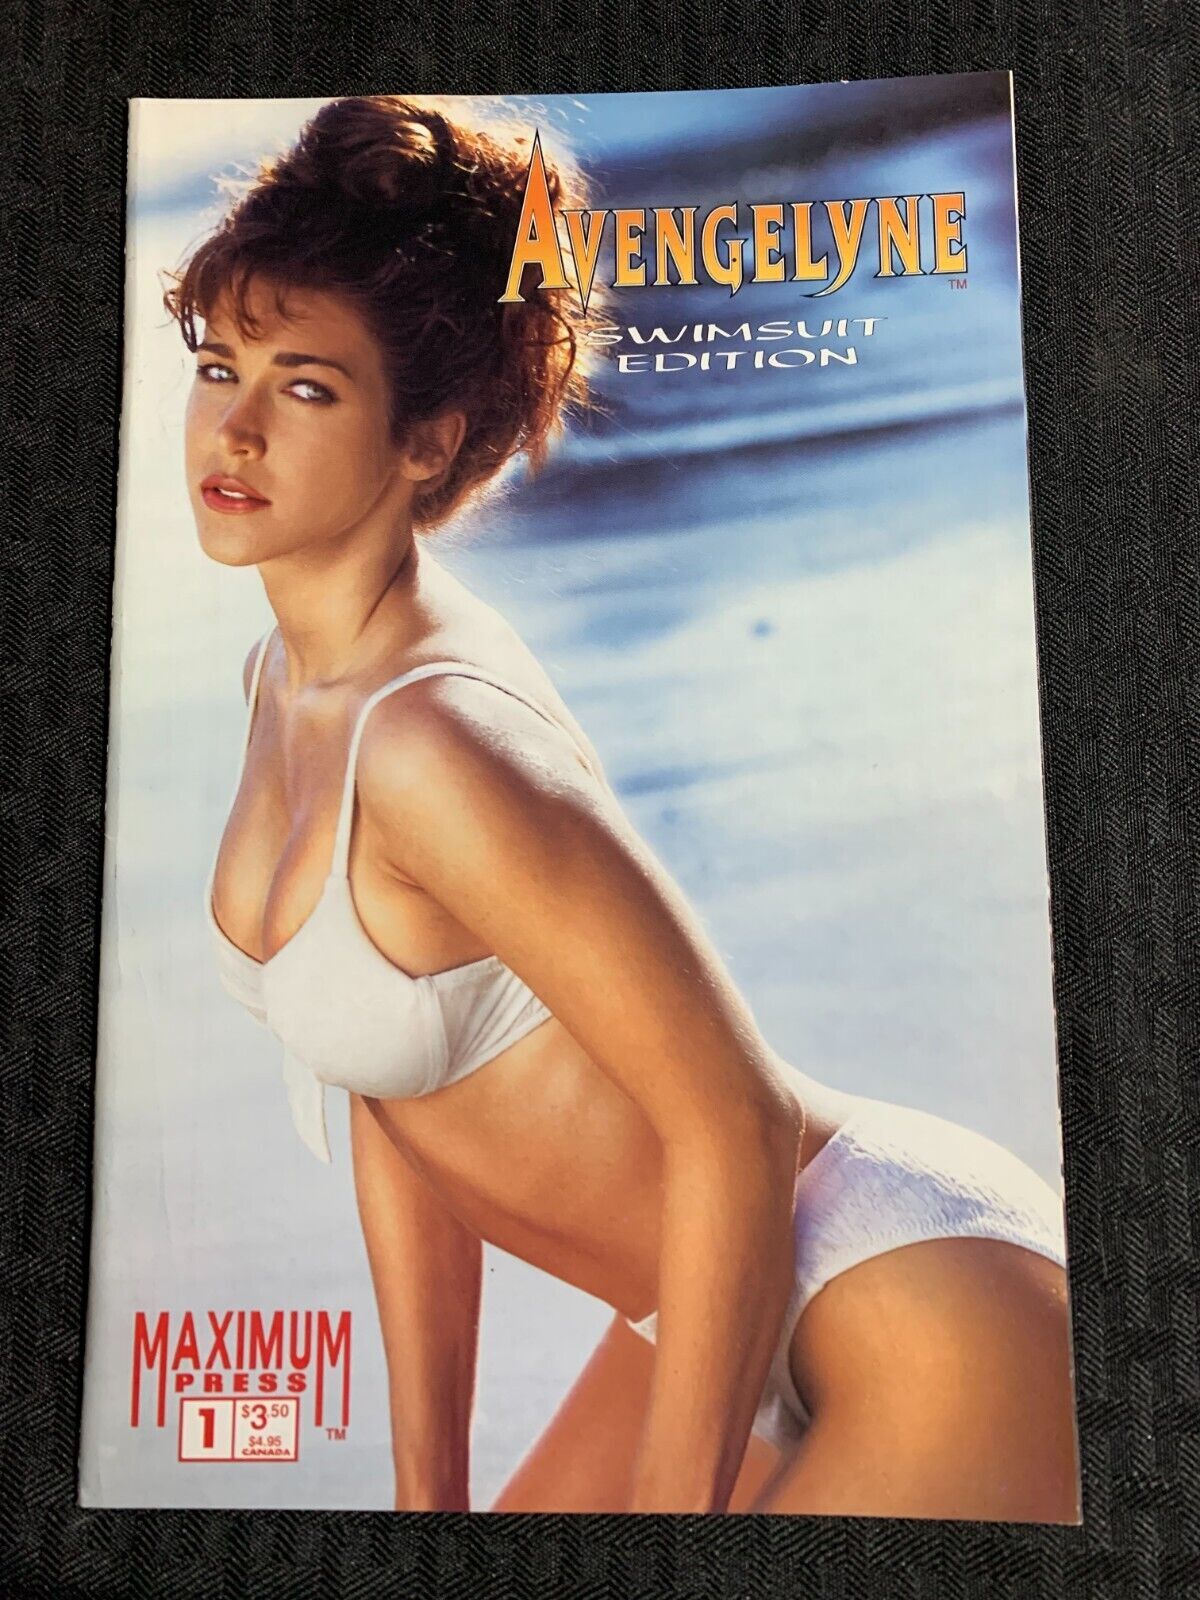 AVENGELYNE
TM
SWIMSUIT
EDITION
MAXIMUM
PRESS
TM
1
$3.50
$4.95
CANADA